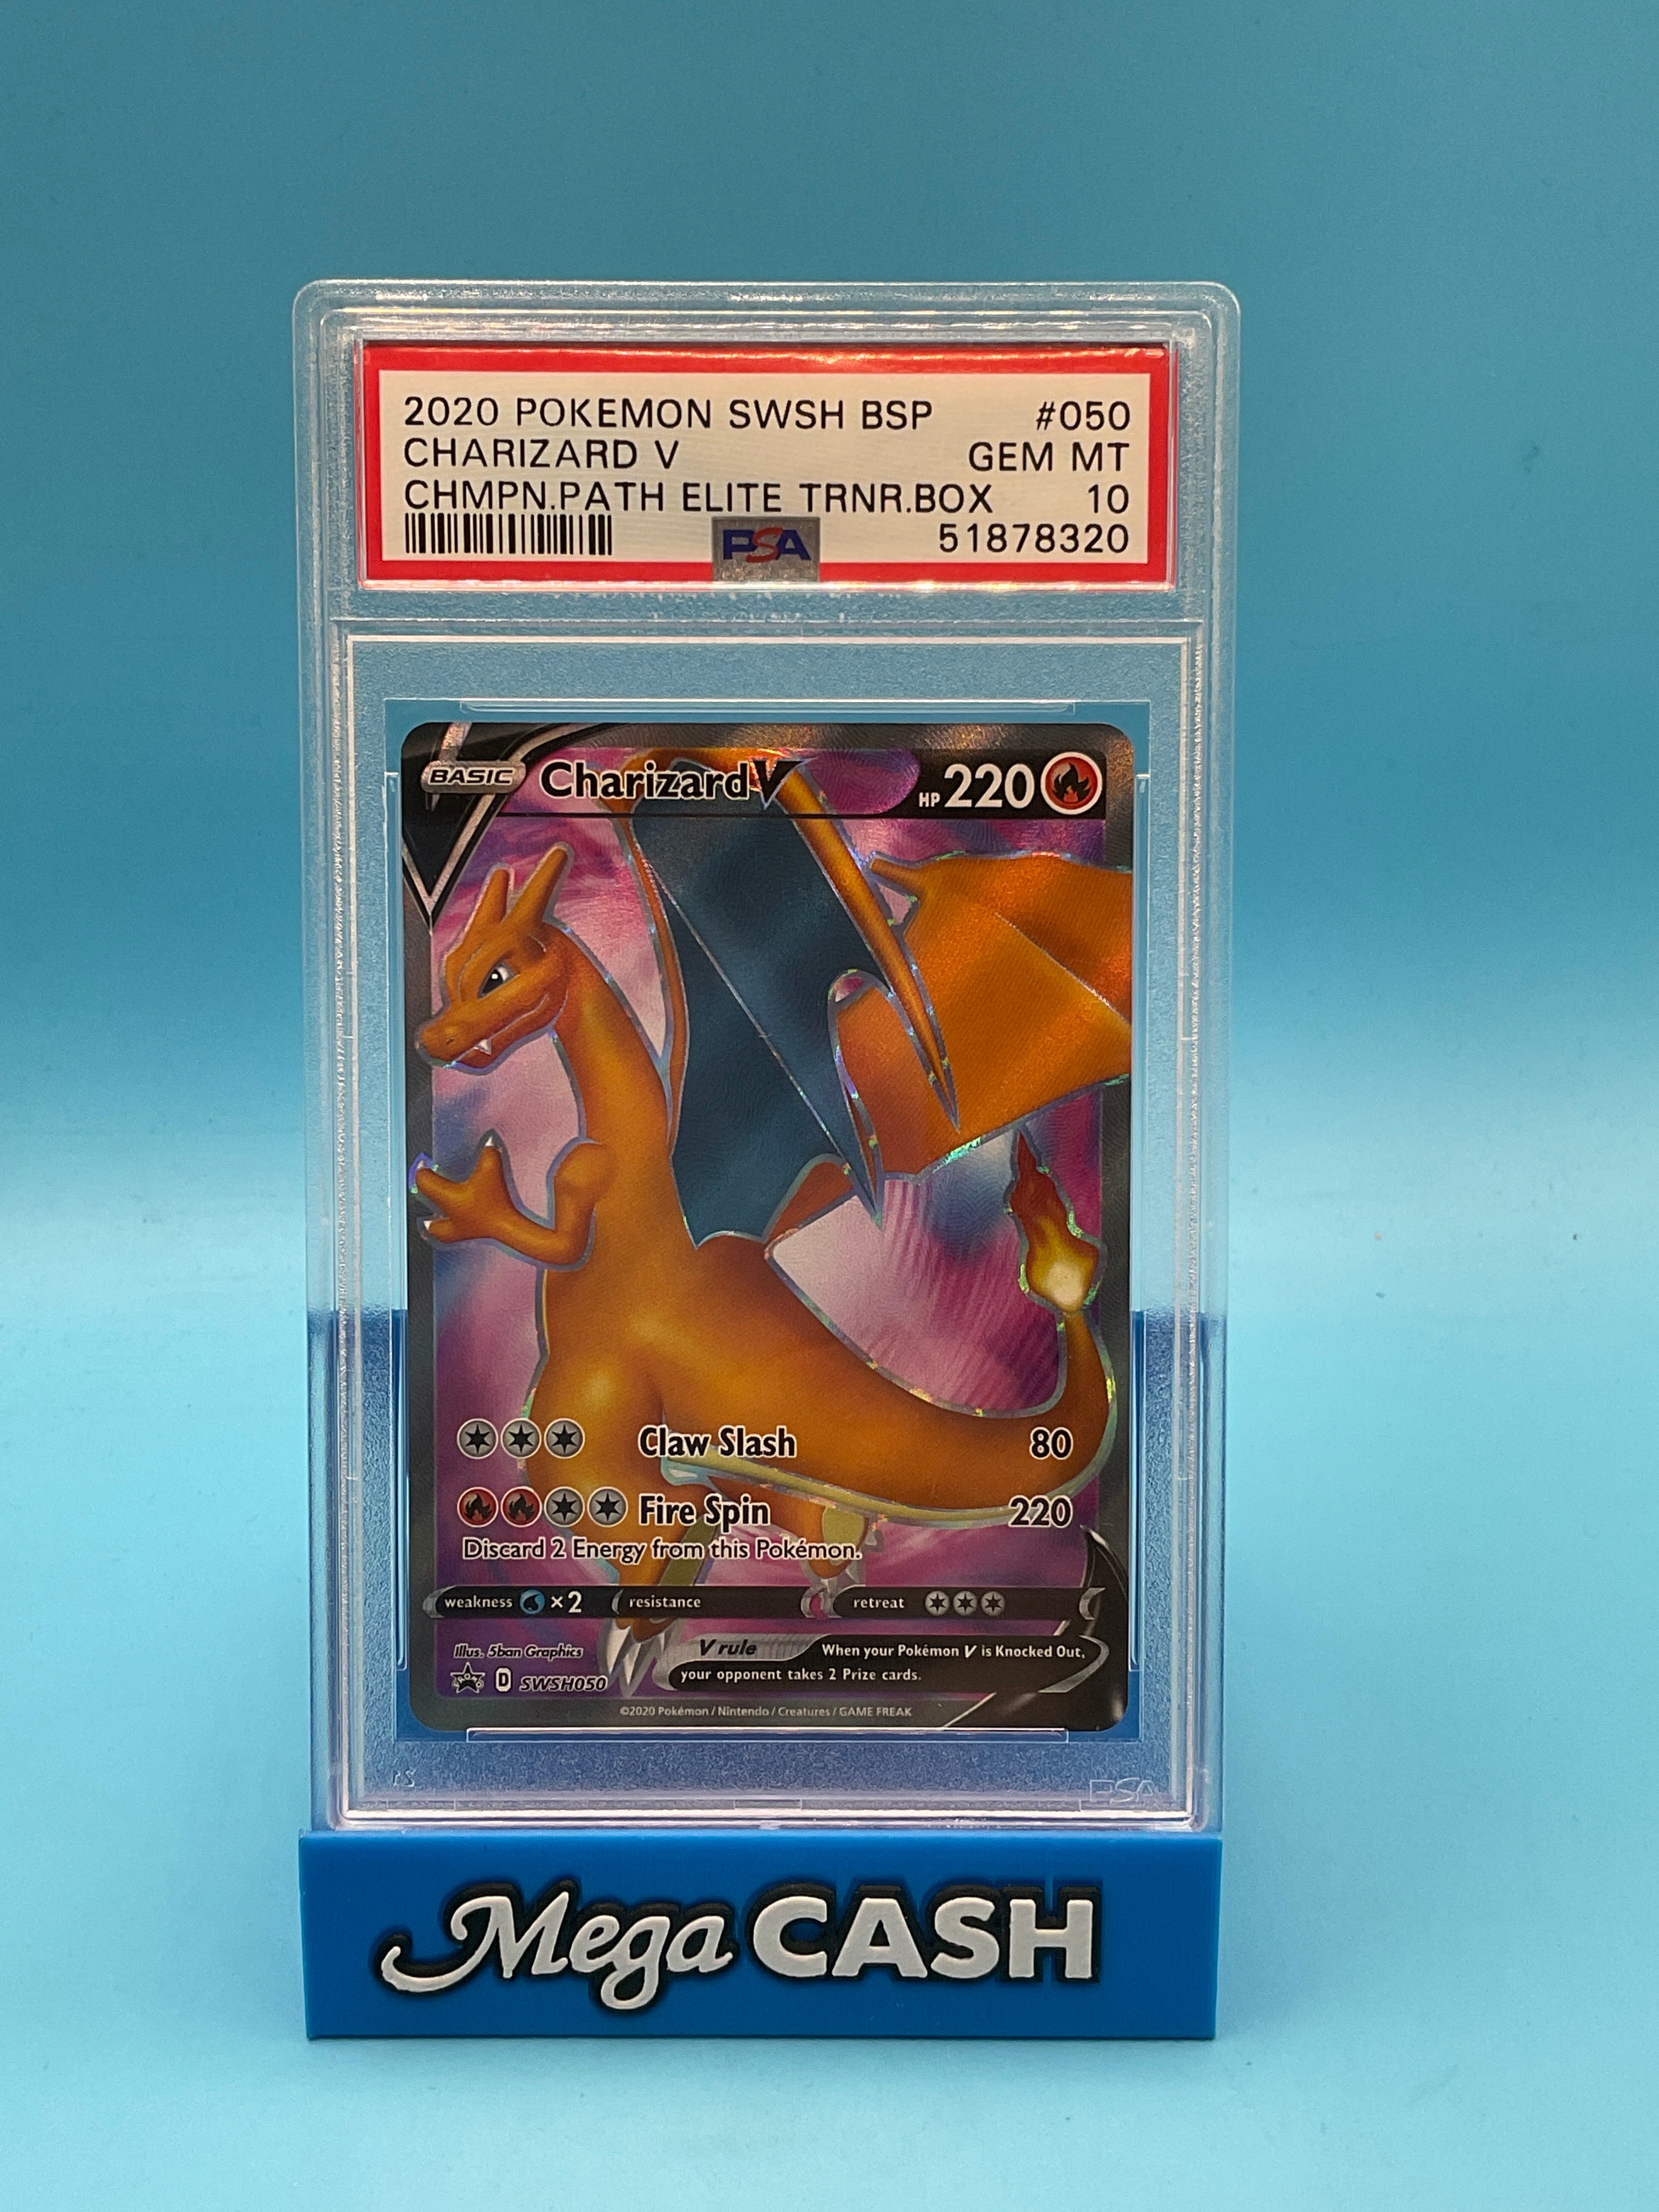 2020 POKEMON SWSH BSP #050
CHARIZARD V GEM MT
CHMPN.PATH ELITE TRNR.BOX 10
PSA 51878320
BASIC Charizard V HP 220
Claw Slash 80
Fire Spin 220
Discard 2 Energy from this Pokémon.
weakness ×2 resistance retreat
Illus. 5ban Graphics
V rule When your Pokémon V is Knocked Out,
your opponent takes 2 Prize cards.
PROMO D SWSH050
©2020 Pokémon / Nintendo / Creatures / GAME FREAK
PSA
Mega CASH